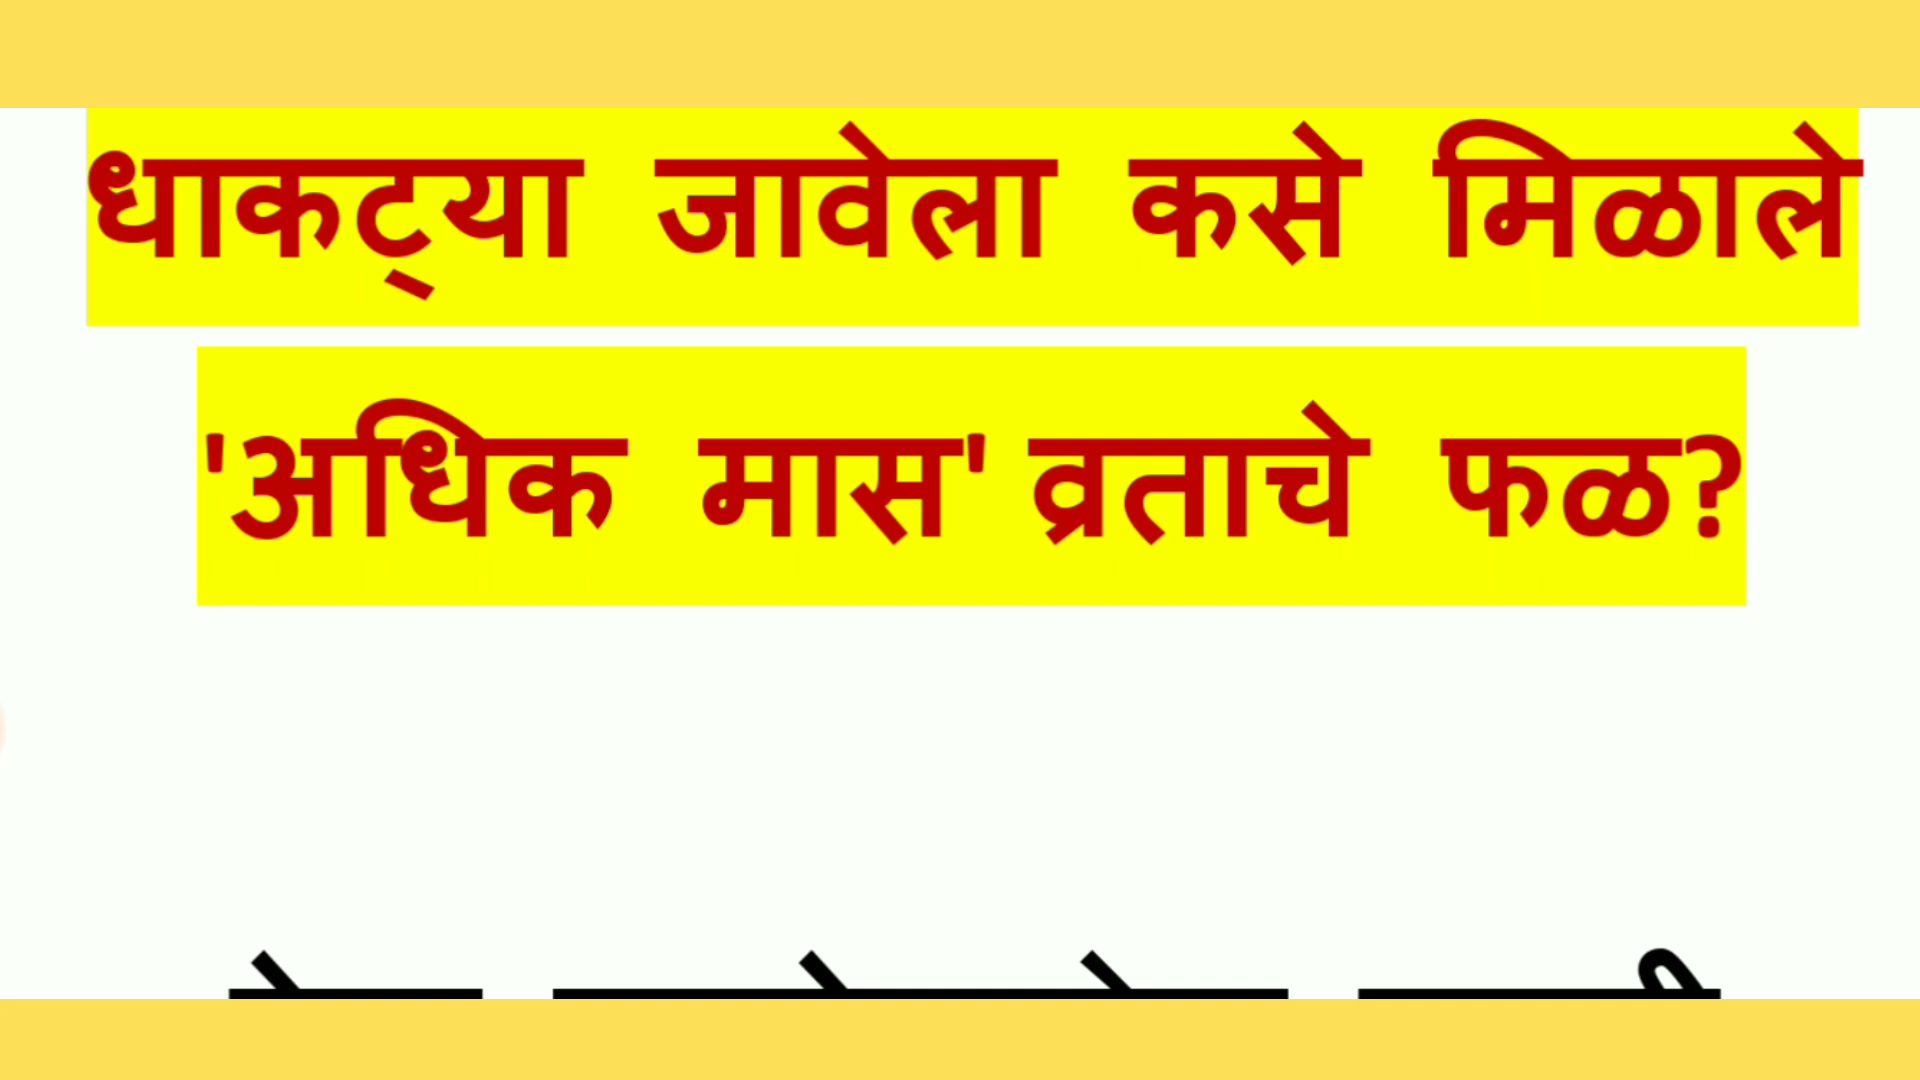 धाकट्या जावेला कसे मिळाले
'अधिक मास' व्रताचे फळ?